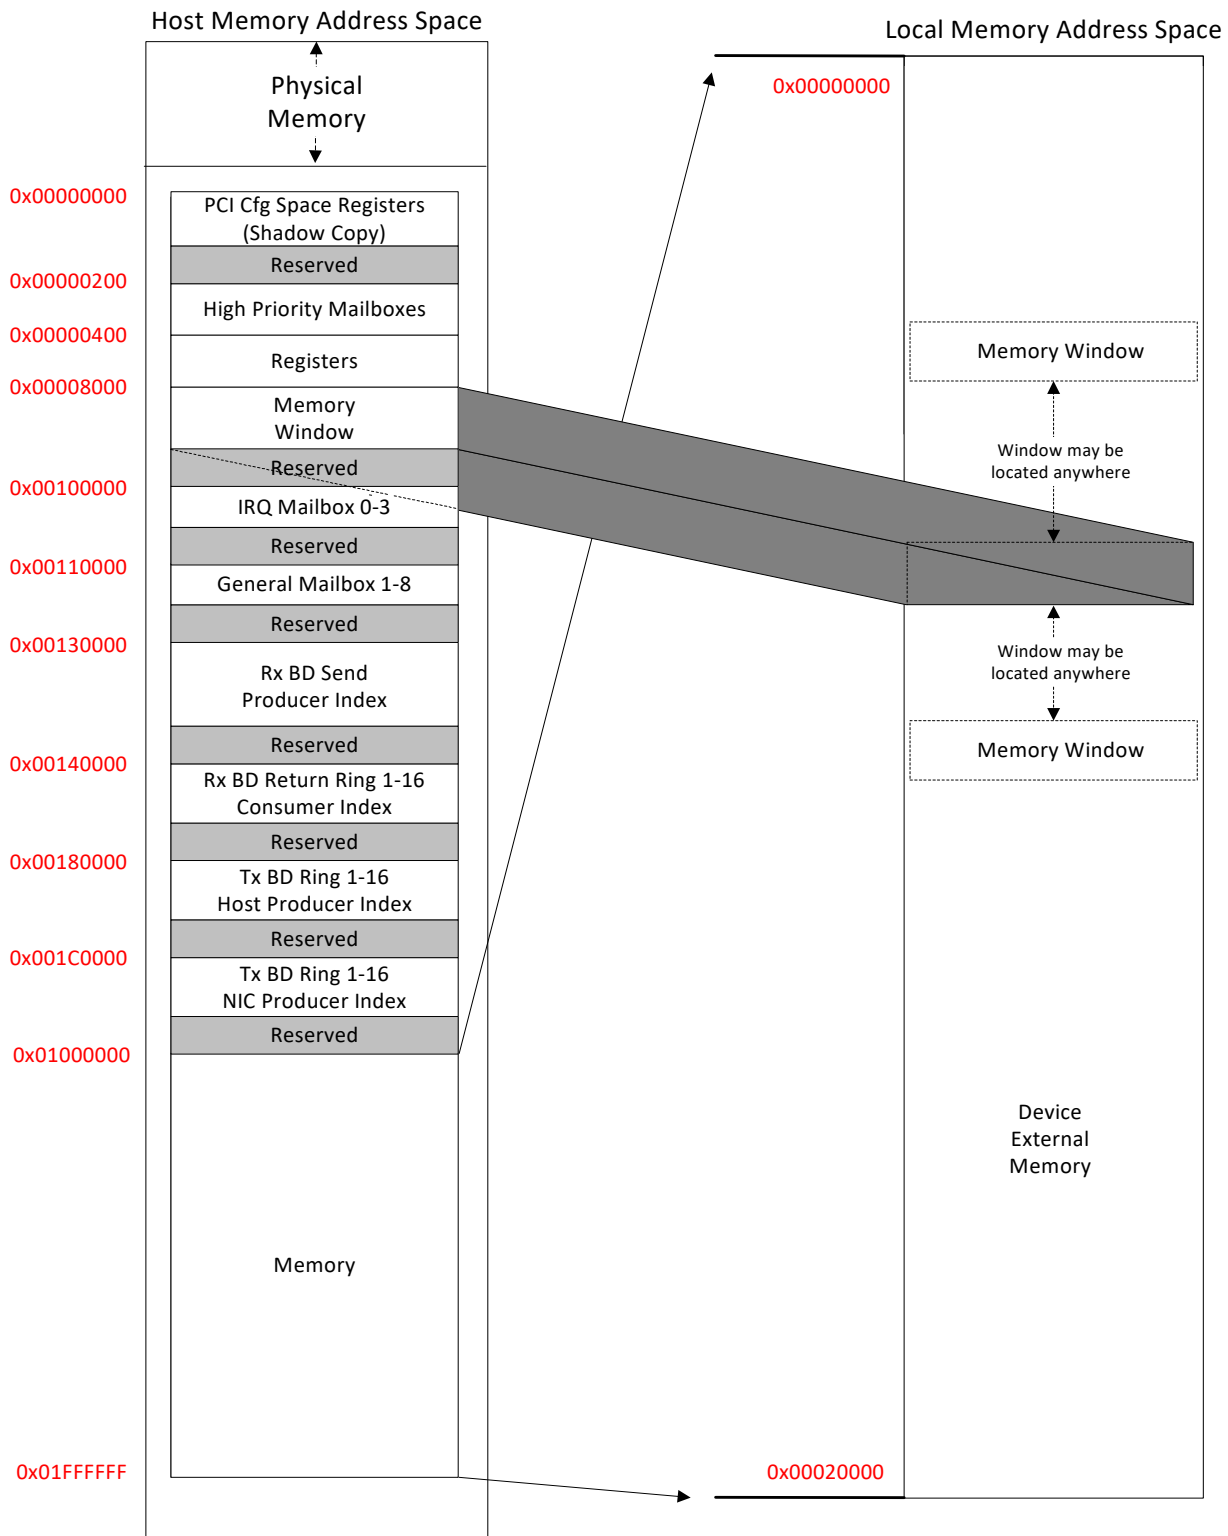 Host Memory Address Space
Local Memory Address Space
Physical
Memory
0x00000000
0x00000000
PCI Cfg Space Registers
(Shadow Copy)
Reserved
0x00000200
High Priority Mailboxes
0x00000400
Registers
Memory Window
0x00008000
Memory
Window
Window may be
located anywhere
Reserved
0x00100000
IRQ Mailbox 0-3
Reserved
0x00110000
General Mailbox 1-8
Reserved
0x00130000
Window may be
located anywhere
Rx BD Send
Producer Index
Reserved
Memory Window
0x00140000
Rx BD Return Ring 1-16
Consumer Index
Reserved
0x00180000
Tx BD Ring 1-16
Host Producer Index
Reserved
0x001C0000
Tx BD Ring 1-16
NIC Producer Index
Reserved
0x01000000
Device
External
Memory
Memory
0x01FFFFFF
0x00020000